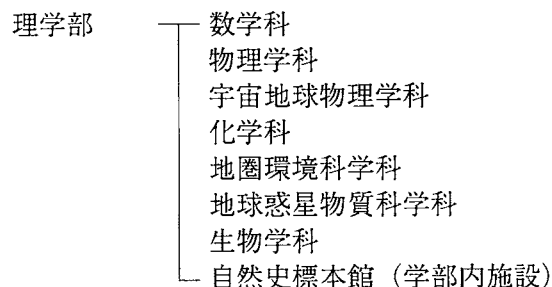 理学部 数学科
物理学科
宇宙地球物理学科
化学科
地圏環境科学科
地球惑星物質科学科
生物学科
自然史標本館（学部内施設）